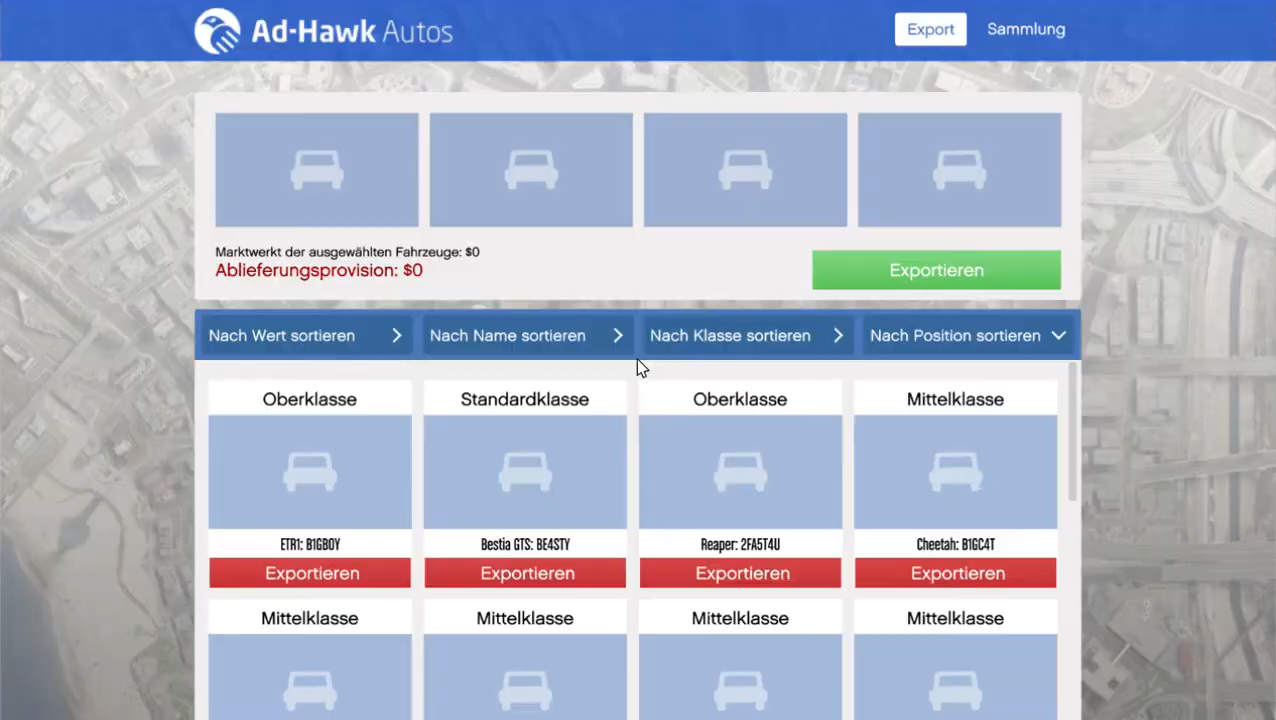 Ad-Hawk Autos
Export
Sammlung
Marktwerkt der ausgewählten Fahrzeuge: $0
Ablieferungsprovision: $0
Exportieren
Nach Wert sortieren
Nach Name sortieren
Nach Klasse sortieren
Nach Position sortieren
Oberklasse
Standardklasse
Oberklasse
Mittelklasse
ETR1: B1GB0Y
Bestia GTS: BE4STY
Reaper: 2FA5T4U
Cheetah: B1GC4T
Exportieren
Exportieren
Exportieren
Exportieren
Mittelklasse
Mittelklasse
Mittelklasse
Mittelklasse